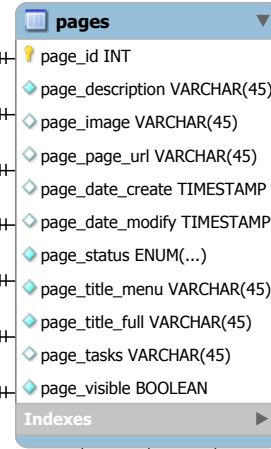 pages
page_id INT
page_description VARCHAR(45)
page_image VARCHAR(45)
page_page_url VARCHAR(45)
page_date_create TIMESTAMP
page_date_modify TIMESTAMP
page_status ENUM(...)
page_title_menu VARCHAR(45)
page_title_full VARCHAR(45)
page_tasks VARCHAR(45)
page_visible BOOLEAN
Indexes